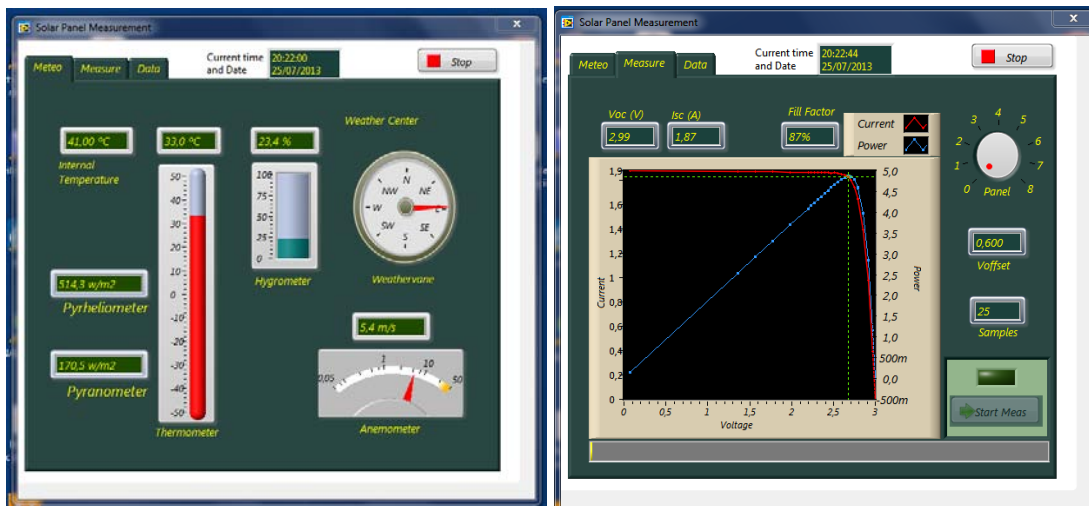 Solar Panel Measurement
Meteo
Measure
Data
Current time
and Date
20:22:00
25/07/2013
Stop
Weather Center
41,00 ºC
Internal
Temperature
33,0 ºC
50
40
30
20
10
0
-10
-20
-30
-40
-50
Thermometer
23,4 %
100
75
50
25
0
Hygrometer
N
NE
E
SE
S
SW
W
NW
Weathervane
514,3 w/m2
Pyrheliometer
170,5 w/m2
Pyranometer
5,4 m/s
0,05
1
10
50
Anemometer
Solar Panel Measurement
Meteo
Measure
Data
Current time
and Date
20:22:44
25/07/2013
Stop
Voc (V)
2,99
Isc (A)
1,87
Fill Factor
87%
Current
Power
0
1
2
3
4
5
6
7
8
Panel
1,9
1,6
1,4
1,2
1
0,8
0,6
0,4
0,2
0
Current
0
0,5
1
1,5
2
2,5
3
Voltage
5,0
4,5
4,0
3,5
3,0
2,5
2,0
1,5
1,0
500m
0,0
-500m
Power
0,600
Voffset
25
Samples
Start Meas